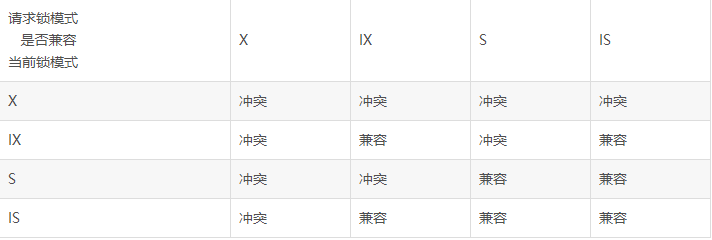 请求锁模式
是否兼容
当前锁模式
X IX S IS
X 冲突 冲突 冲突 冲突
IX 冲突 兼容 冲突 兼容
S 冲突 冲突 兼容 兼容
IS 冲突 兼容 兼容 兼容